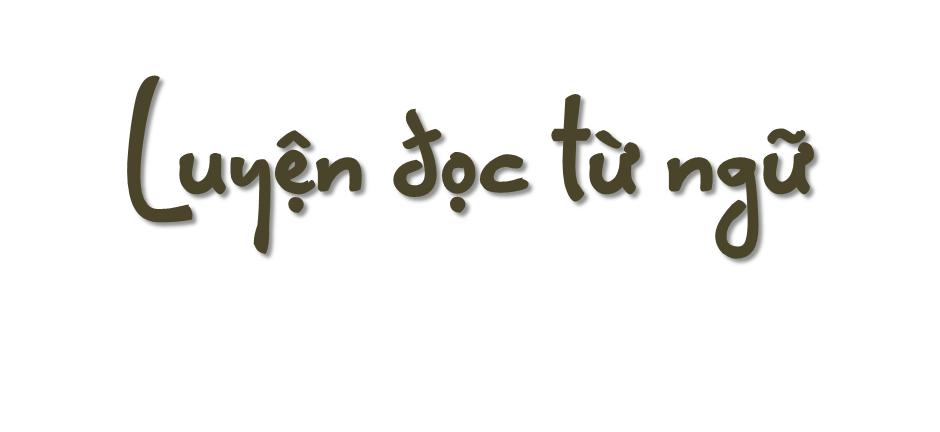 Luyện đọc từ ngữ